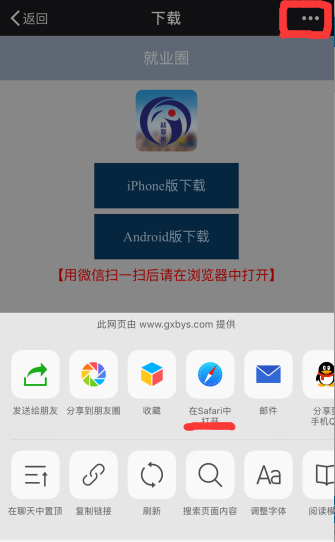 返回
下载
就业圈
就业圈
iPhone版下载
Android版下载
【用微信扫一扫后请在浏览器中打开】
此网页由 www.gxbys.com 提供
发送给朋友
分享到朋友圈
收藏
在Safari中
打开
邮件
分享到
手机Q
在聊天中置顶
复制链接
刷新
搜索页面内容
Aa
调整字体
阅读模